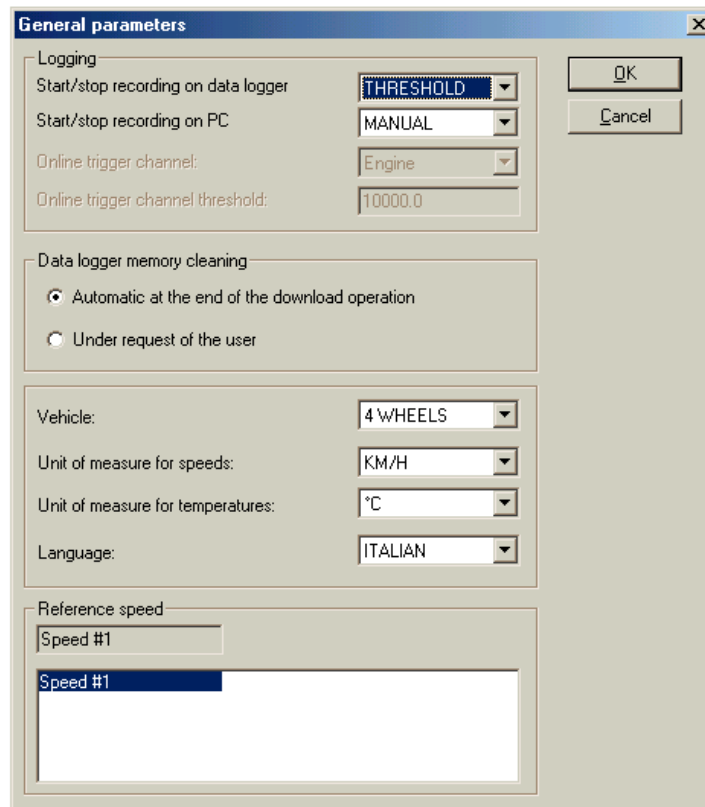 General parameters
Logging
Start/stop recording on data logger THRESHOLD
OK
Start/stop recording on PC MANUAL
Cancel
Online trigger channel: Engine
Online trigger channel threshold: 10000.0
Data logger memory cleaning
Automatic at the end of the download operation
Under request of the user
Vehicle: 4 WHEELS
Unit of measure for speeds: KM/H
Unit of measure for temperatures: °C
Language: ITALIAN
Reference speed
Speed #1
Speed #1